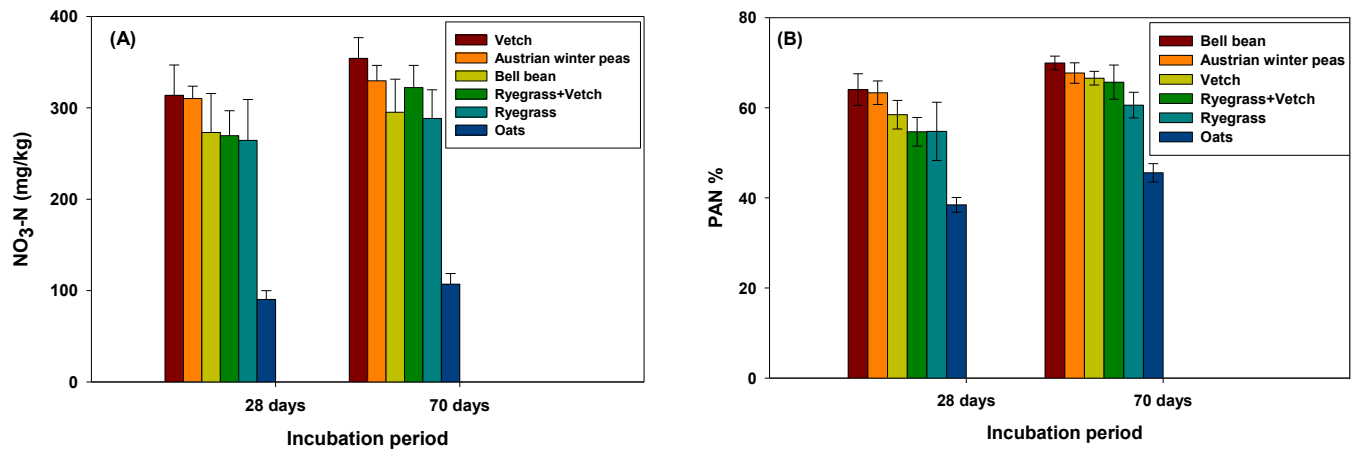 (A)
Vetch
Austrian winter peas
Bell bean
Ryegrass+Vetch
Ryegrass
Oats
NO3-N (mg/kg)
400
300
200
100
0
28 days
70 days
Incubation period
(B)
Bell bean
Austrian winter peas
Vetch
Ryegrass+Vetch
Ryegrass
Oats
PAN %
80
60
40
20
0
28 days
70 days
Incubation period